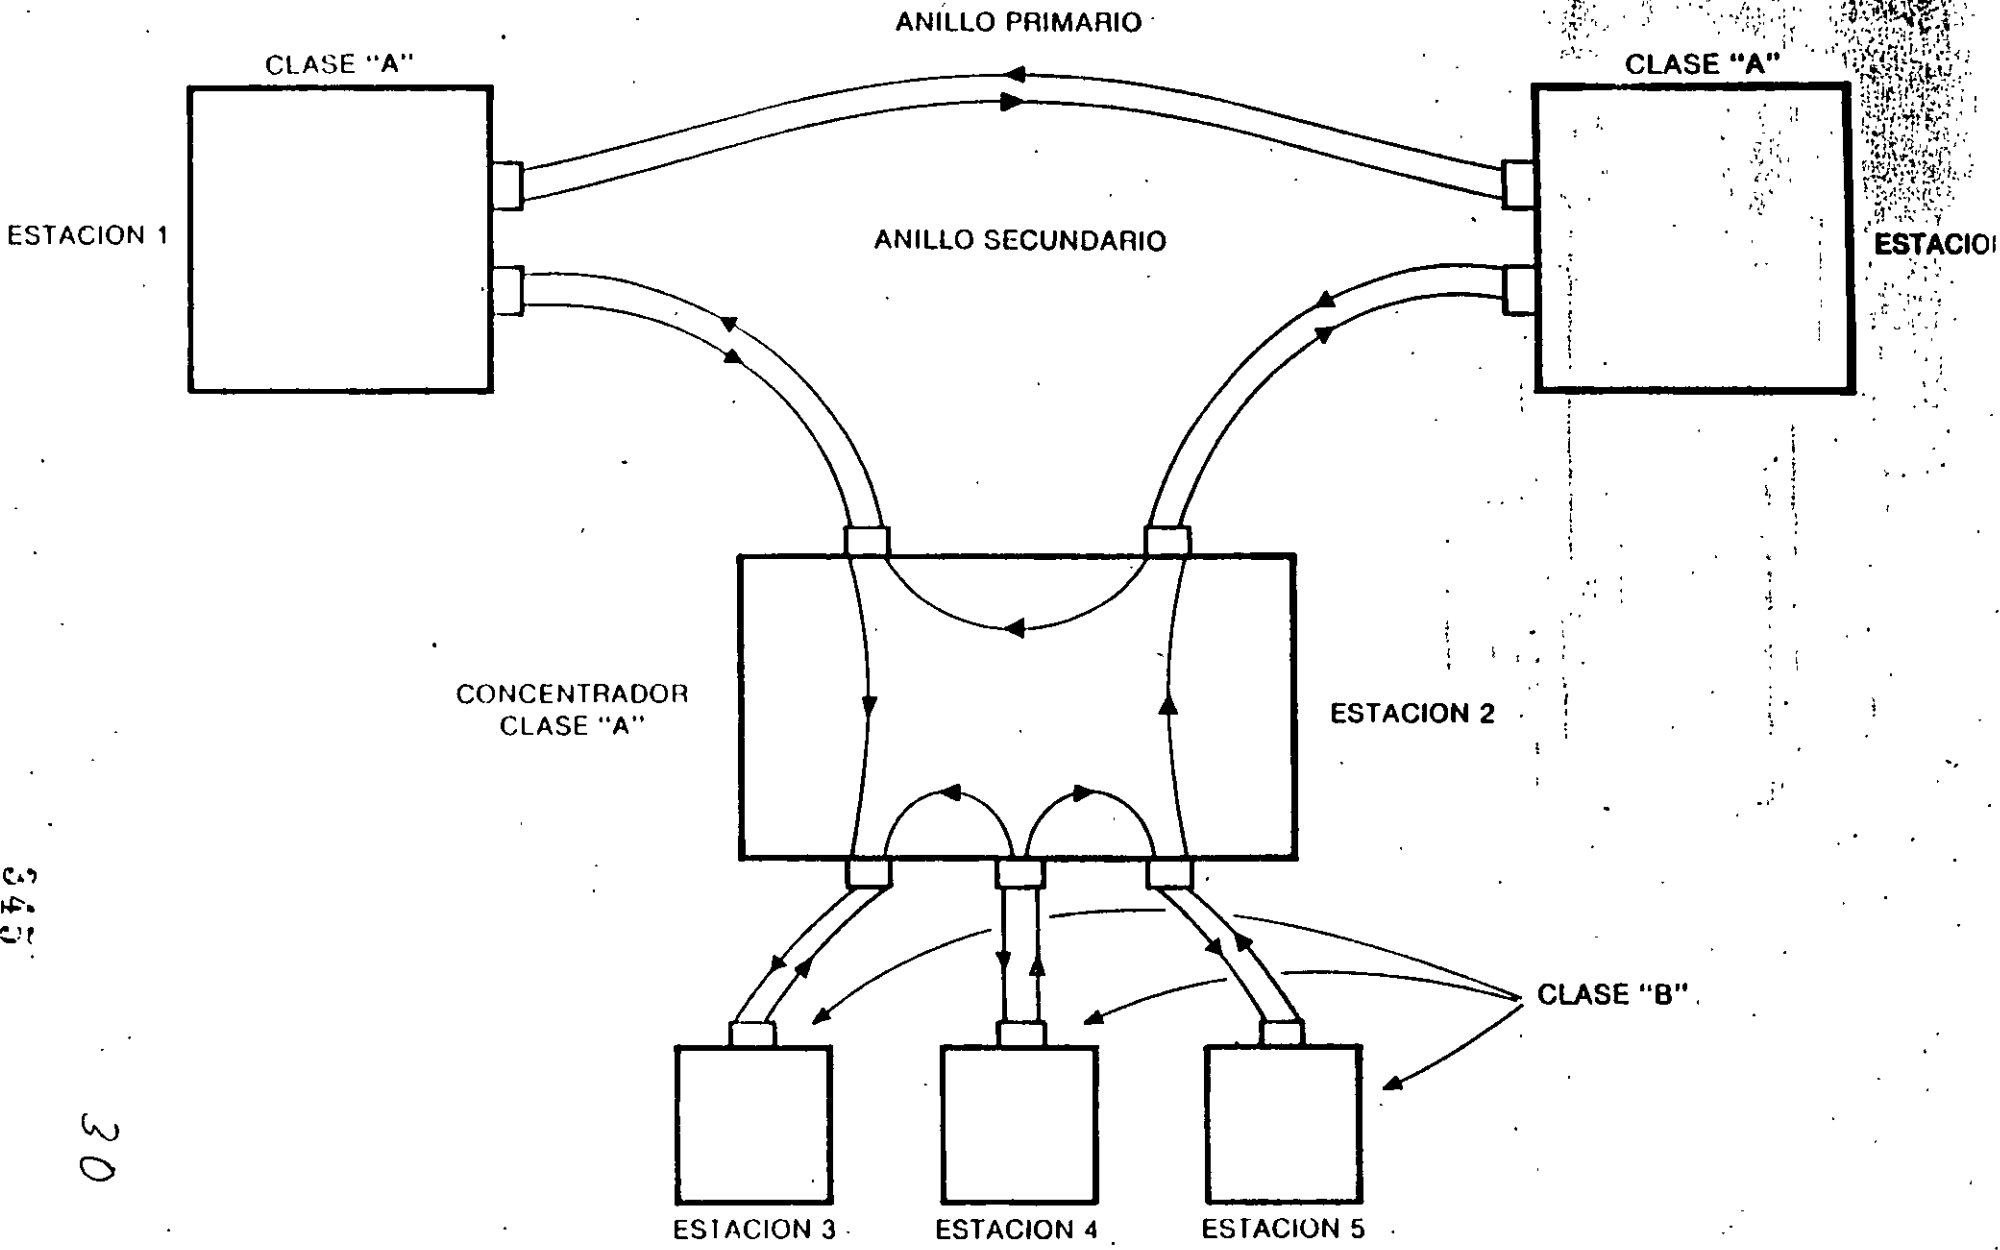 ANILLO PRIMARIO
CLASE "A"
CLASE "A"
ESTACION 1
ANILLO SECUNDARIO
ESTACIO
CONCENTRADOR
CLASE "A"
ESTACION 2
CLASE "B"
ESTACION 3
ESTACION 4
ESTACION 5
30